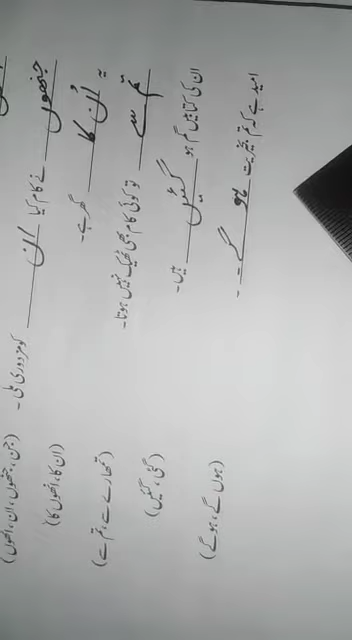 جنھوں نے کام کیا ان کو مزدوری ملی۔ (جن، جنھوں، ان، انھوں)
یہ اُن کا گھر ہے۔ (ان کا، انھوں کا)
تم سے تو کوئی کام بھی ٹھیک نہیں ہوتا۔ (تمھارے سے، تم سے)
ان کی کتابیں گم ہو گئیں ہیں۔ (گئی، گئیں)
امید ہے کہ تم بخیریت ہو گے۔ (ہوں گے، ہو گے)